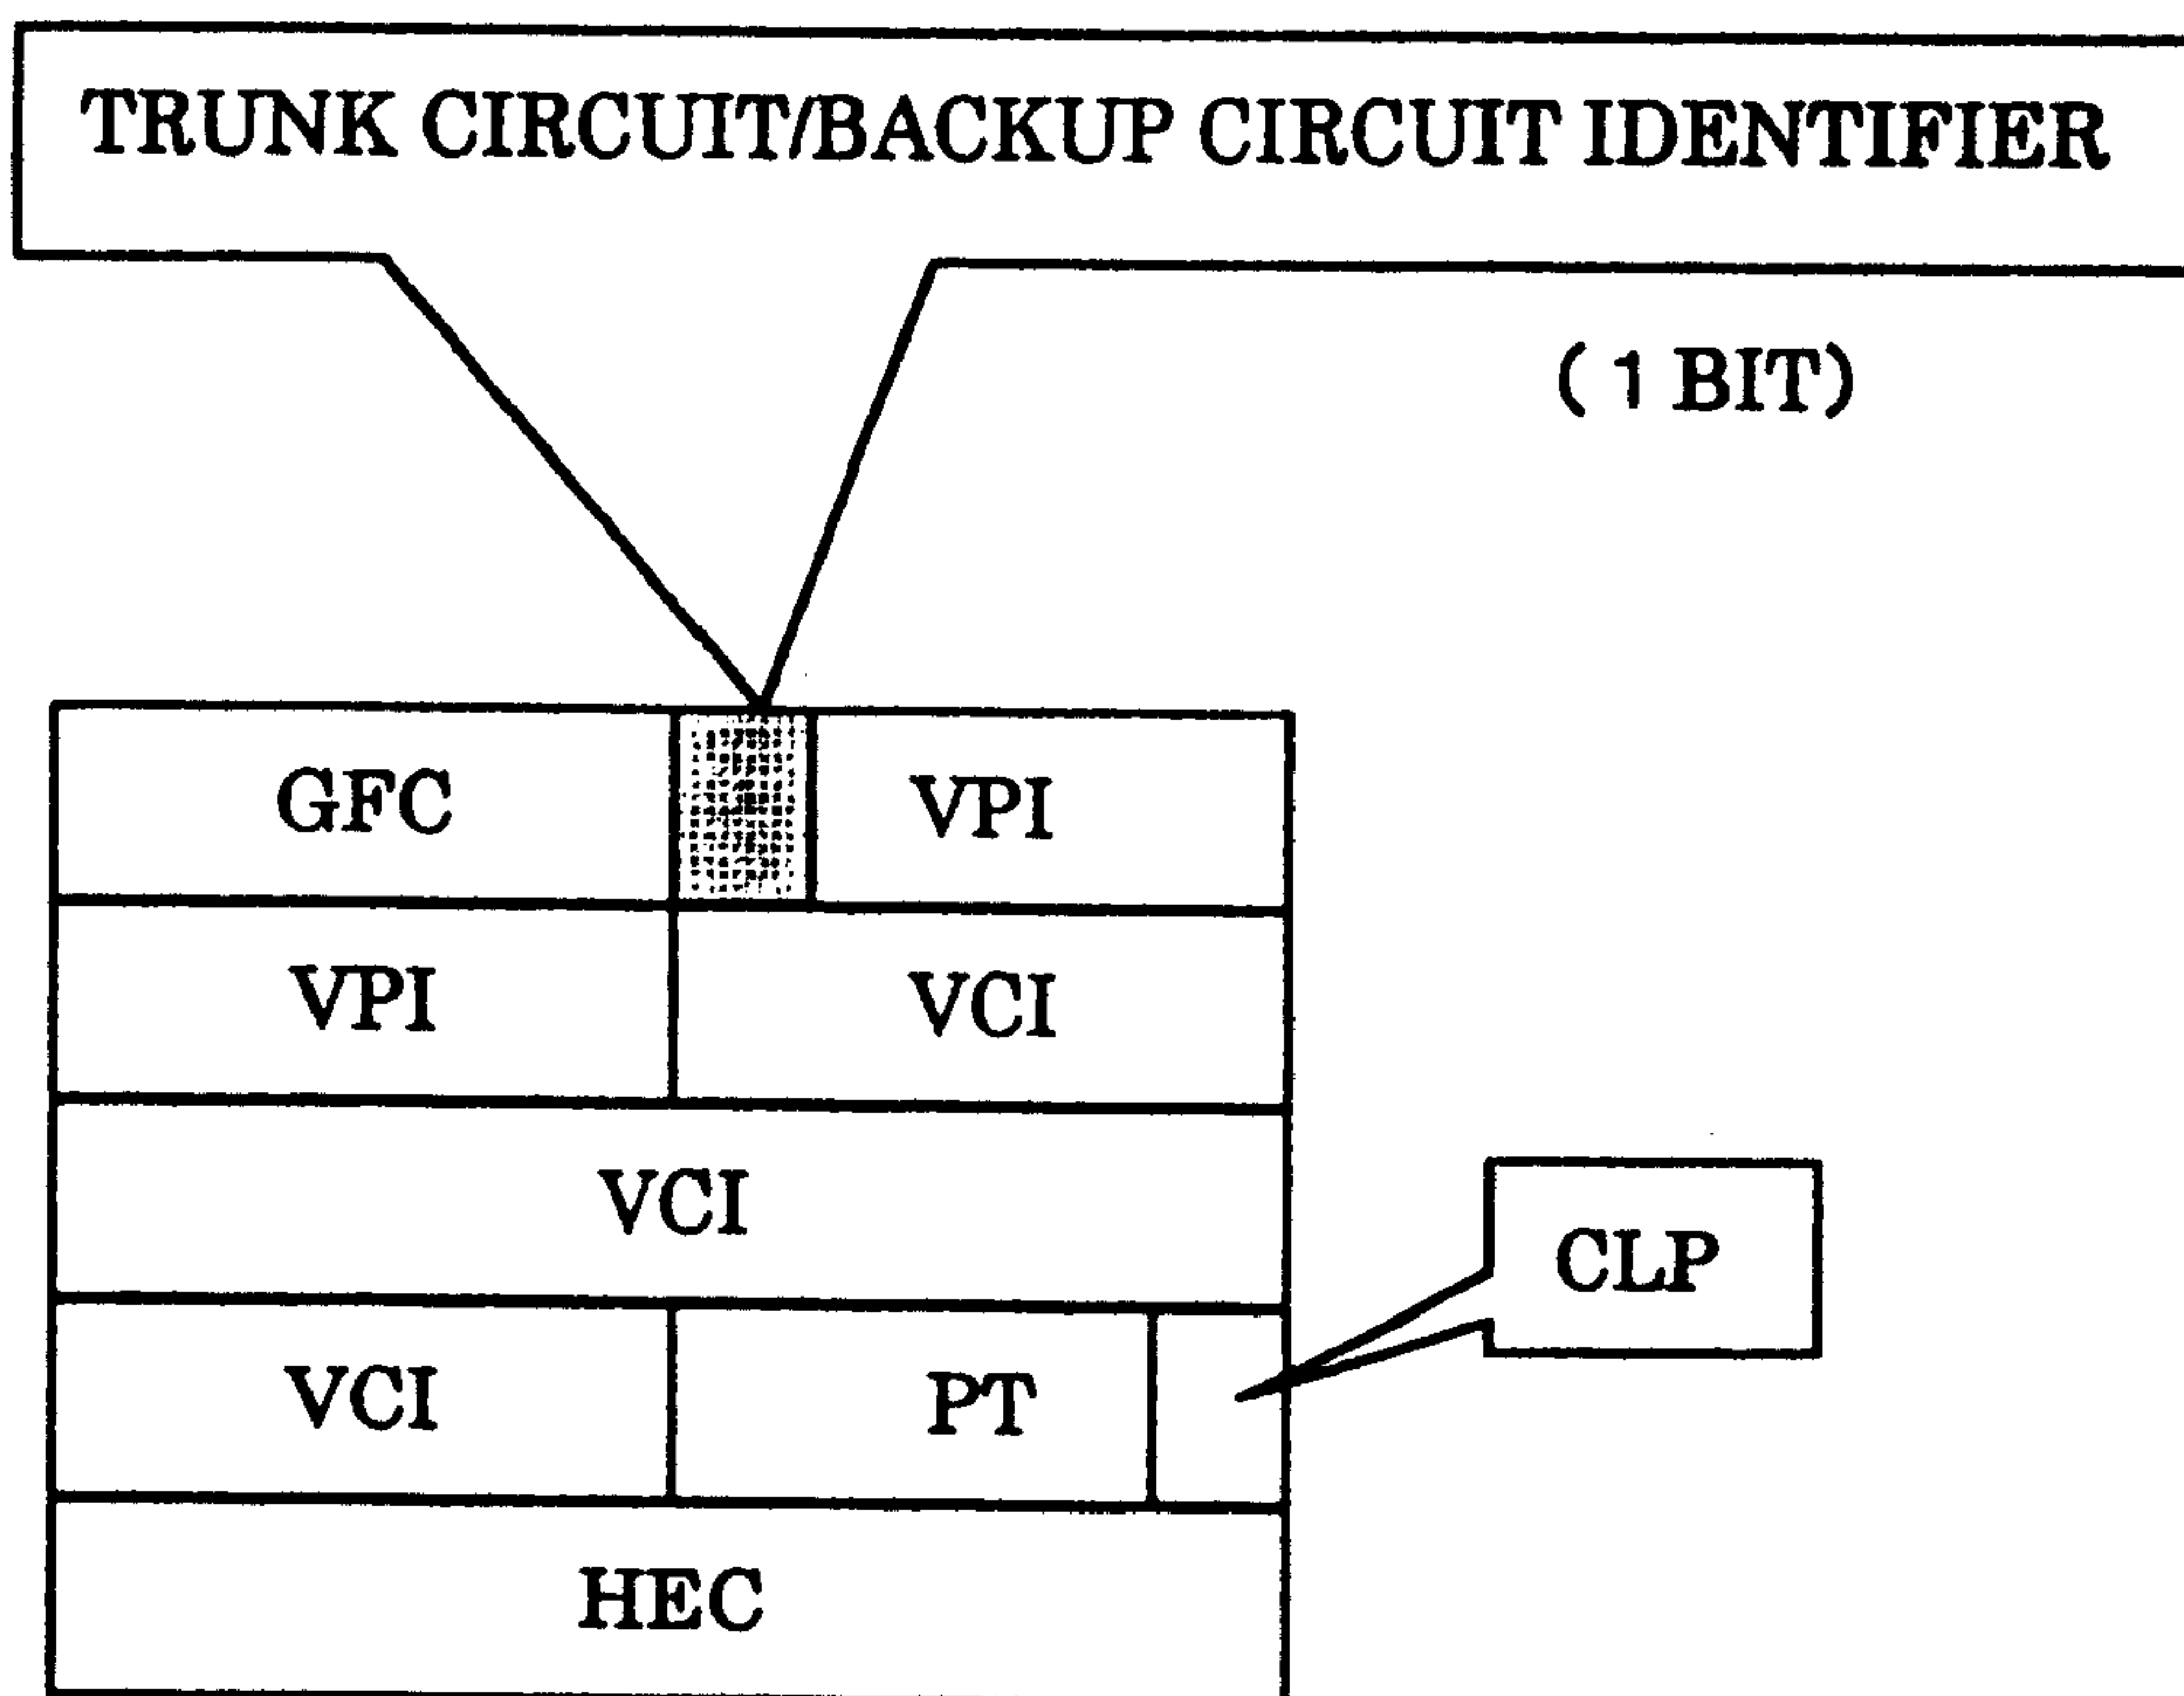 TRUNK CIRCUIT/BACKUP CIRCUIT IDENTIFIER
(1 BIT)
GFC
VPI
VPI
VCI
VCI
CLP
VCI
PT
HEC